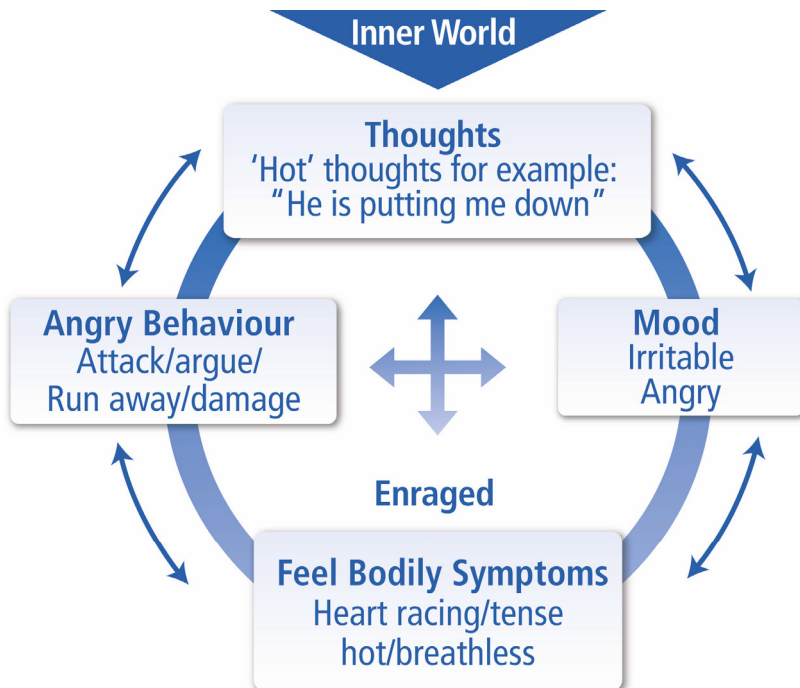 Inner World
Thoughts
‘Hot’ thoughts for example:
“He is putting me down”
Angry Behaviour
Attack/argue/
Run away/damage
Mood
Irritable
Angry
Enraged
Feel Bodily Symptoms
Heart racing/tense
hot/breathless